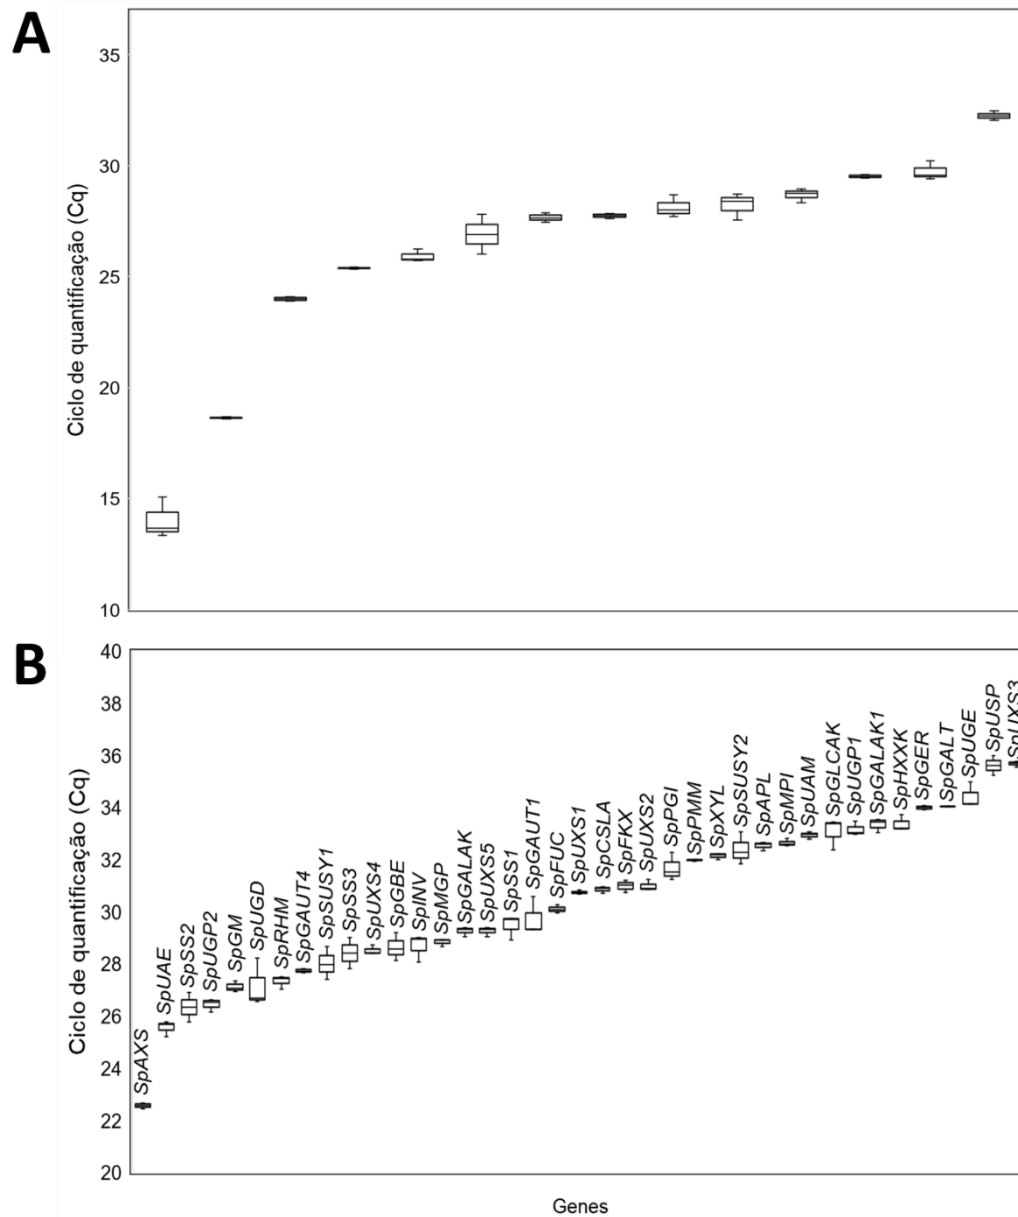 A
35
30
25
20
15
10
Ciclo de quantificação (Cq)
B
40
38
36
34
32
30
28
26
24
22
20
Ciclo de quantificação (Cq)
SpAXS
SpUAE
SpSS2
SpUGP2
SpGM
SpUGD
SpRHM
SpGAUT4
SpSUSY1
SpSS3
SpUXS4
SpGBE
SpINV
SpMGP
SpGALAK
SpUXS5
SpSS1
SpGAUT1
SpFUC
SpUXS1
SpCSLA
SpFKX
SpUXS2
SpPGI
SpPMM
SpXYL
SpSUSY2
SpAPL
SpMPI
SpUAM
SpGLCAK
SpUGP1
SpGALAK1
SpHXXK
SpGER
SpGALT
SpUGE
SpUSP
SpUXS3
Genes